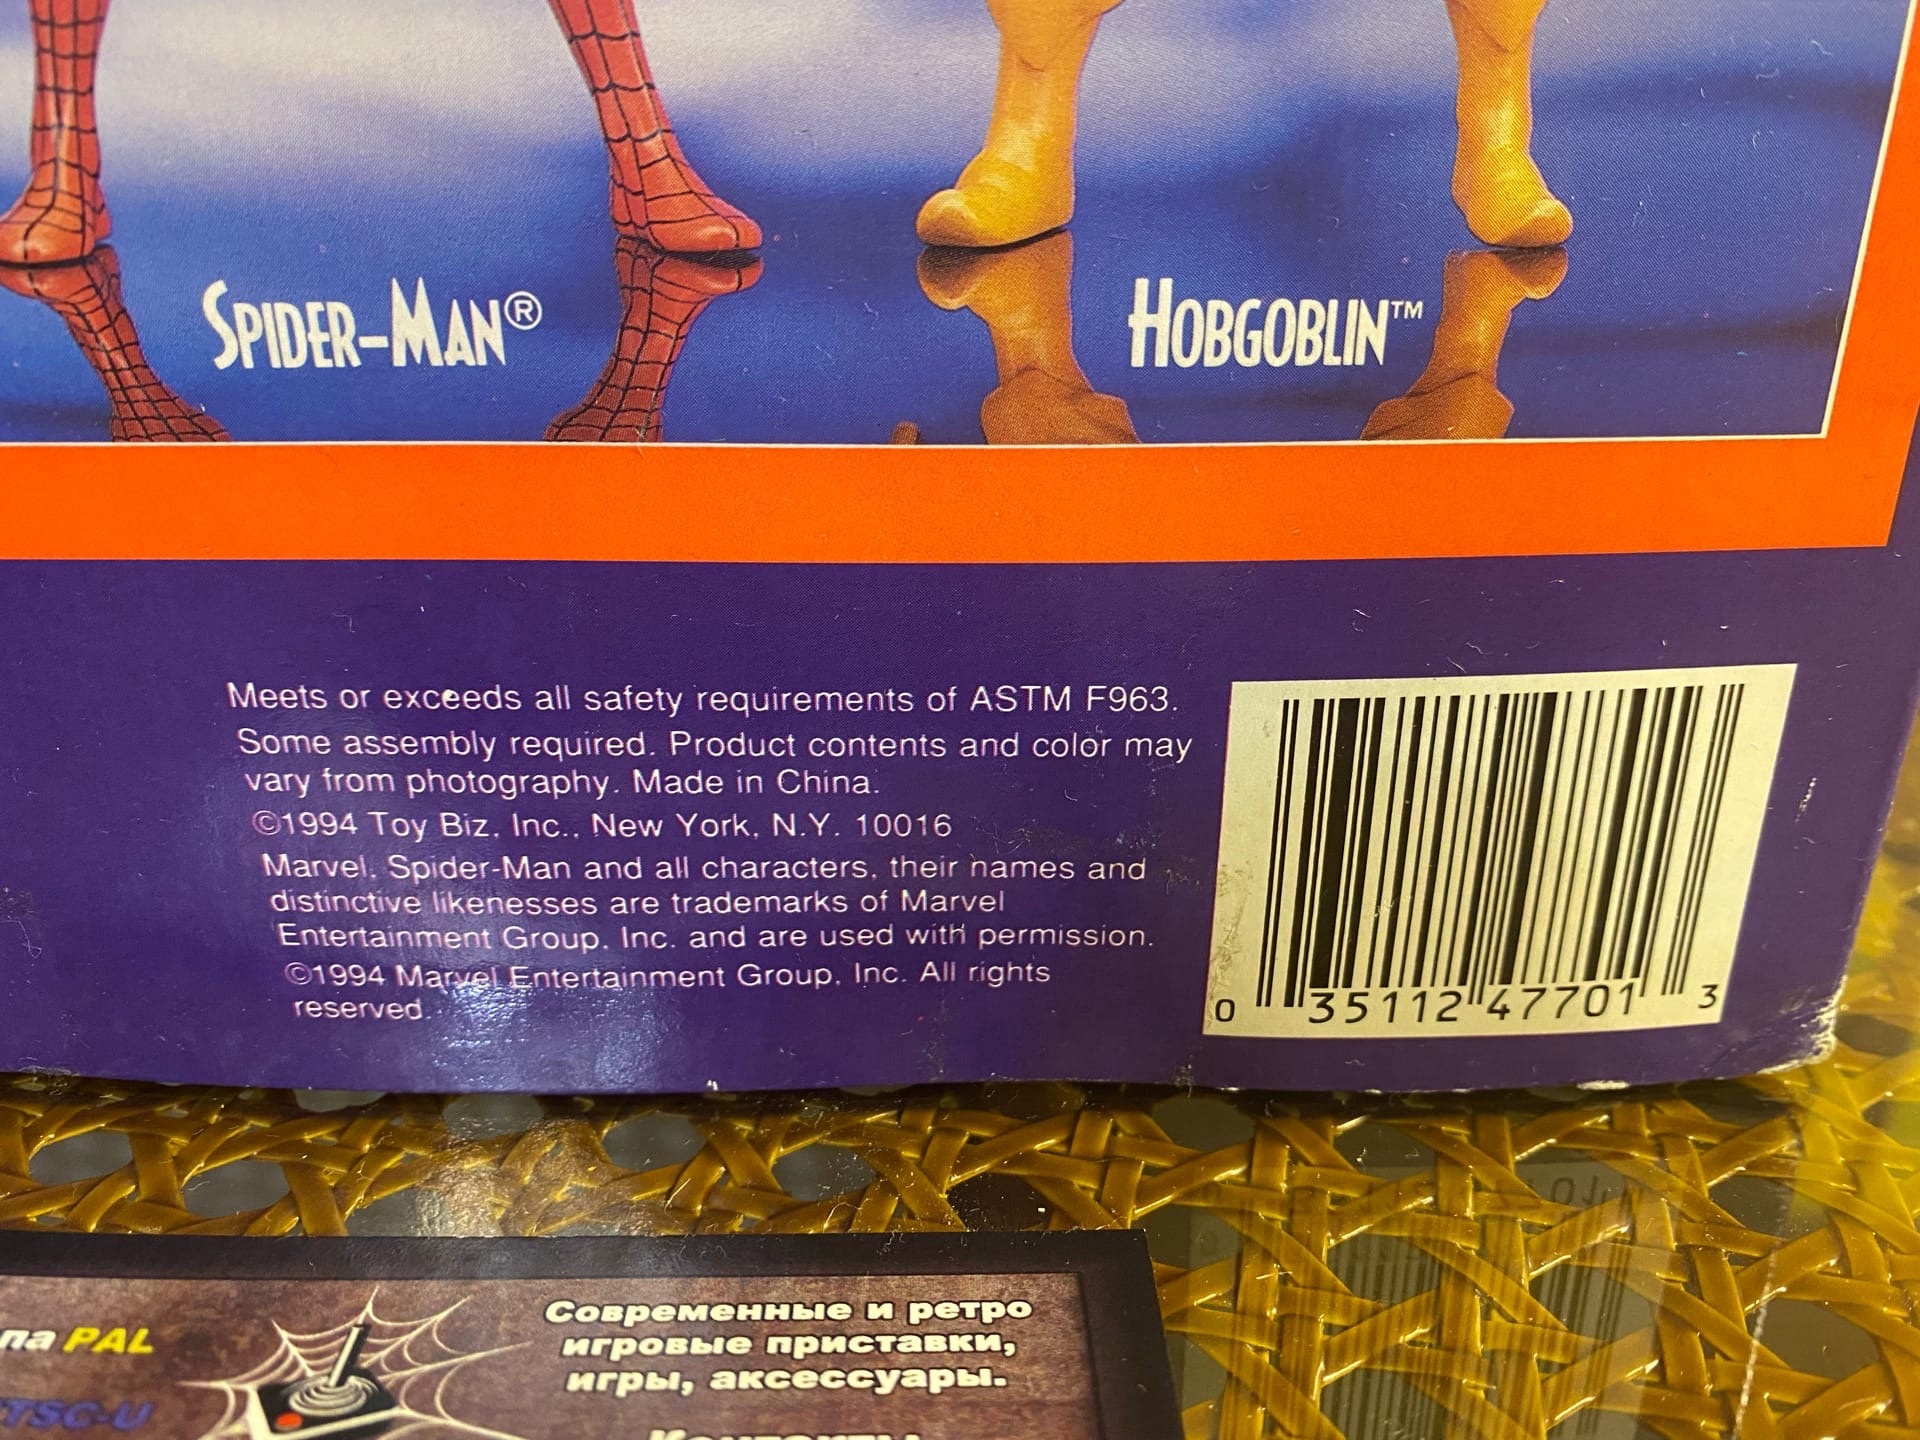 SPIDER-MAN®
HOBGOBLIN™
Meets or exceeds all safety requirements of ASTM F963.
Some assembly required. Product contents and color may
vary from photography. Made in China.
©1994 Toy Biz, Inc., New York, N.Y. 10016
Marvel, Spider-Man and all characters, their names and
distinctive likenesses are trademarks of Marvel
Entertainment Group, Inc. and are used with permission.
©1994 Marvel Entertainment Group, Inc. All rights
reserved.
0 35112 47701 3
PAL
Современные и ретро
игровые приставки,
игры, аксессуары.